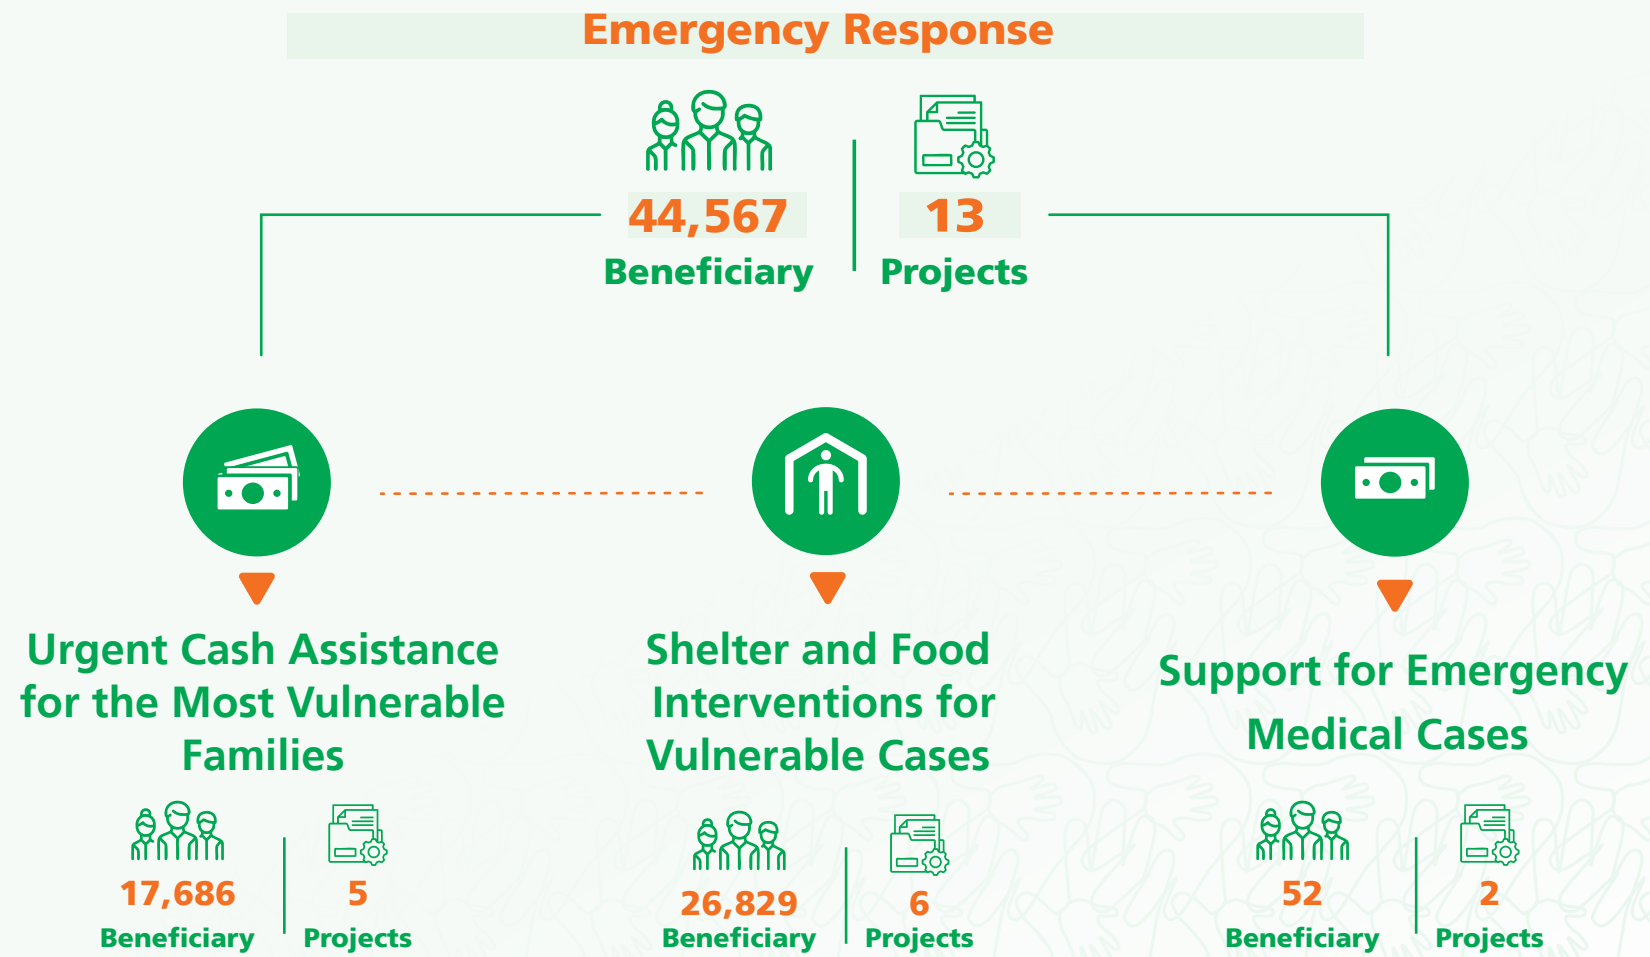 Emergency Response
44,567
Beneficiary
13
Projects
Urgent Cash Assistance
for the Most Vulnerable
Families
17,686
Beneficiary
5
Projects
Shelter and Food
Interventions for
Vulnerable Cases
26,829
Beneficiary
6
Projects
Support for Emergency
Medical Cases
52
Beneficiary
2
Projects